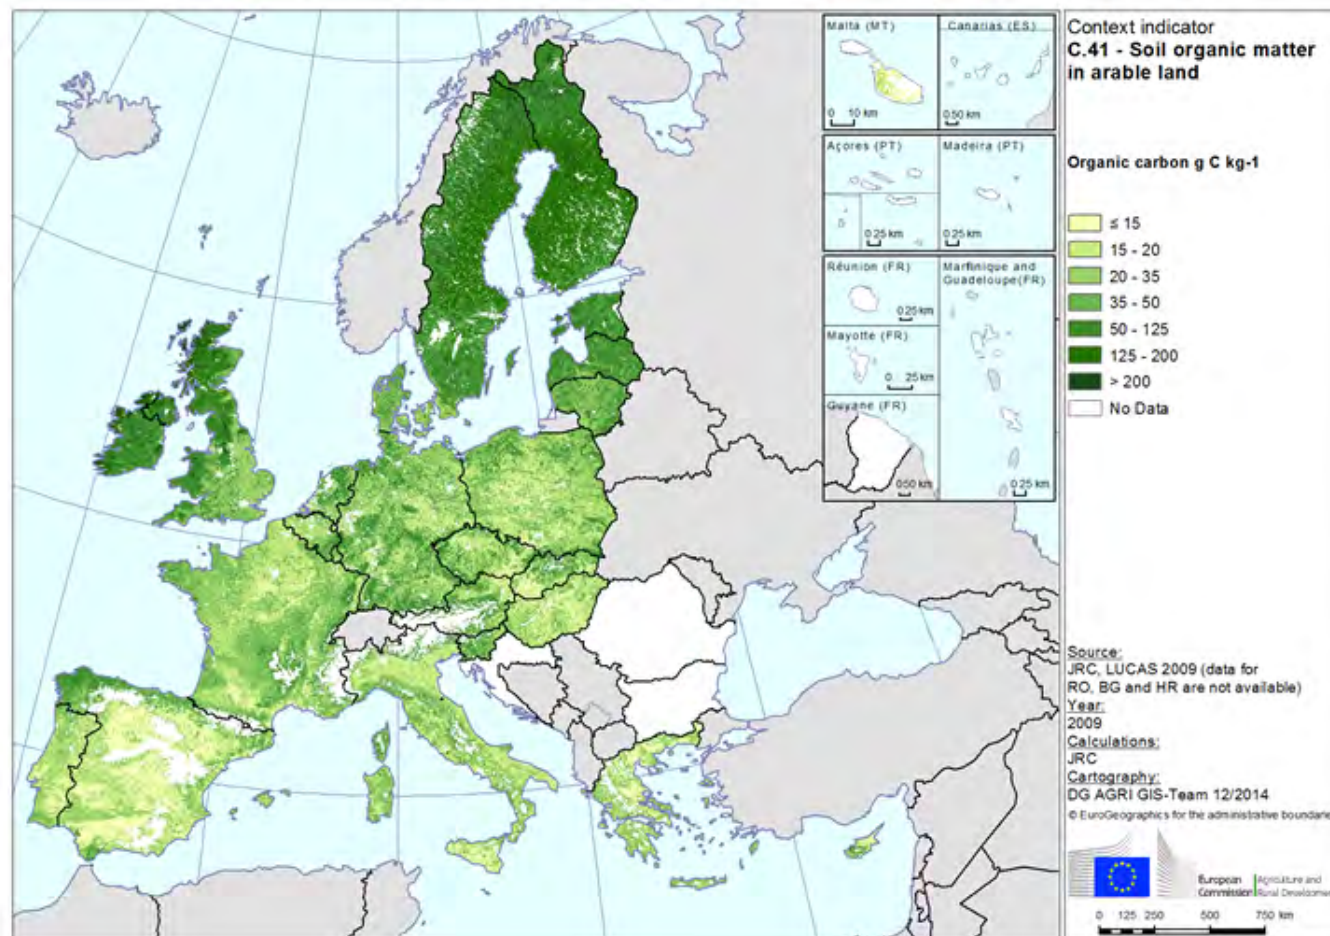 Malta (MT)
0 10 km
Canarias (ES)
0 50 km
Açores (PT)
0 25 km
Madeira (PT)
0 25 km
Réunion (FR)
0 25 km
Mayotte (FR)
0 25 km
Guyane (FR)
0 50 km
Martinique and
Guadeloupe(FR)
0 25 km
Context indicator
C.41 - Soil organic matter
in arable land
Organic carbon g C kg-1
≤ 15
15 - 20
20 - 35
35 - 50
50 - 125
125 - 200
> 200
No Data
Source:
JRC, LUCAS 2009 (data for
RO, BG and HR are not available)
Year:
2009
Calculations:
JRC
Cartography:
DG AGRI GIS-Team 12/2014
© EuroGeographics for the administrative boundarie
European
Commission
Agriculture and
Rural Development
0 125 250 500 750 km